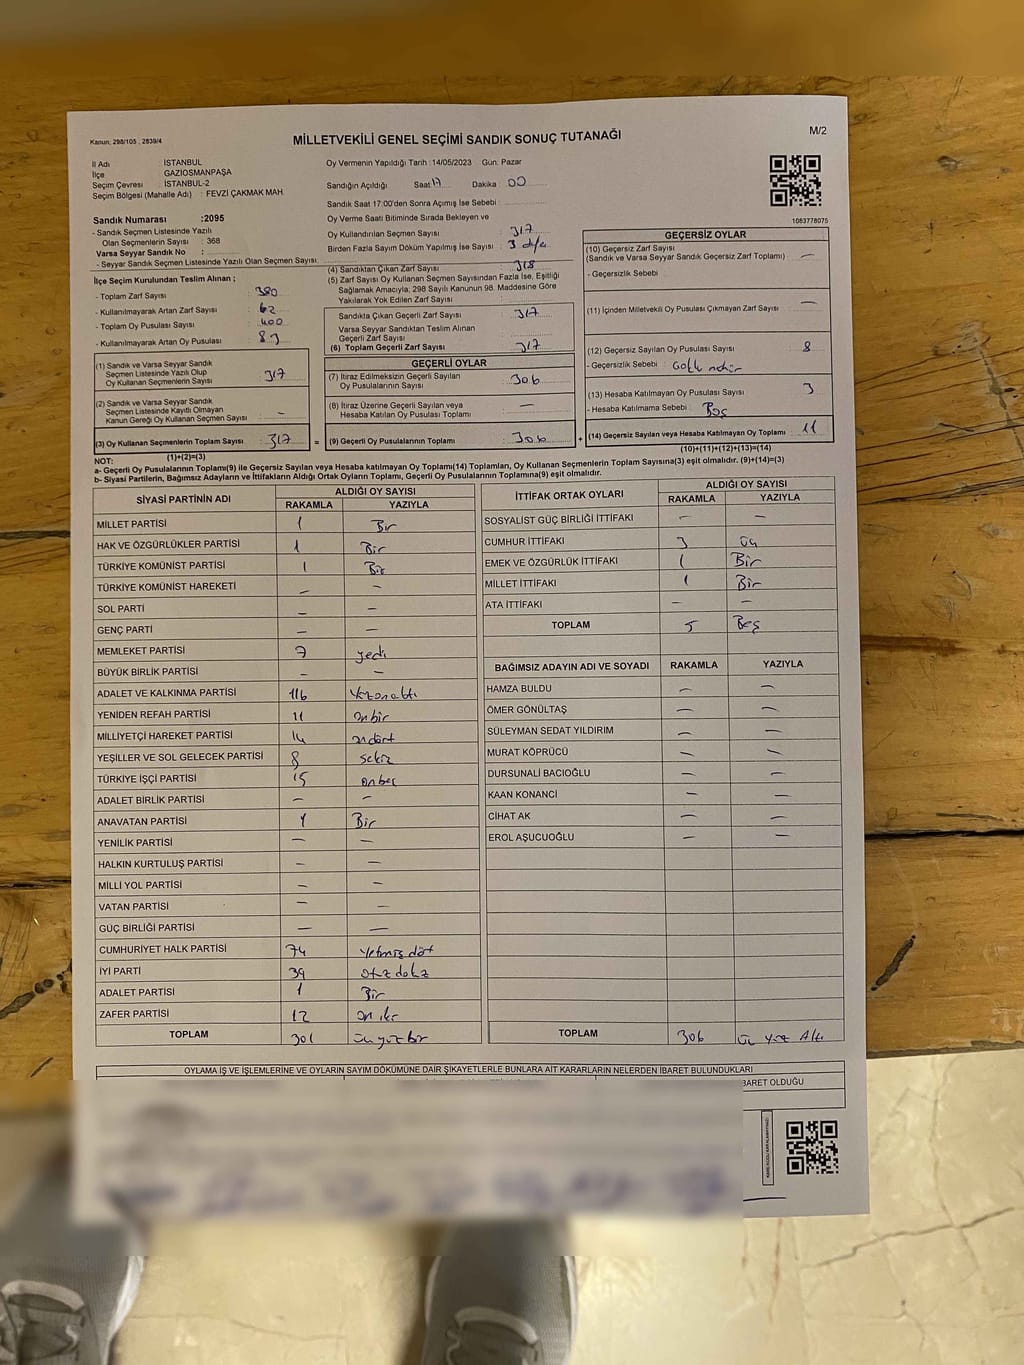 Kanun: 298/105 , 2839/4
MİLLETVEKİLİ GENEL SEÇİMİ SANDIK SONUÇ TUTANAĞI
M/2
İl Adı : İSTANBUL
İlçe : GAZİOSMANPAŞA
Seçim Çevresi : İSTANBUL-2
Seçim Bölgesi (Mahalle Adı) : FEVZİ ÇAKMAK MAH.
Oy Vermenin Yapıldığı Tarih :14/05/2023 Gün: Pazar
Sandığın Açıldığı Saat 17 Dakika 00
Sandık Saat 17:00'den Sonra Açımış İse Sebebi :
Sandık Numarası :2095
- Sandık Seçmen Listesinde Yazılı
Olan Seçmenlerin Sayısı : 368
Varsa Seyyar Sandık No :
- Seyyar Sandık Seçmen Listesinde Yazılı Olan Seçmen Sayısı:
Oy Verme Saati Bitiminde Sırada Bekleyen ve
Oy Kullandırılan Seçmen Sayısı : 317
Birden Fazla Sayım Döküm Yapılmış İse Sayısı : 3
1083778075
İlçe Seçim Kurulundan Teslim Alınan ;
- Toplam Zarf Sayısı : 380
- Kullanılmayarak Artan Zarf Sayısı : 62
- Toplam Oy Pusulası Sayısı : 400
- Kullanılmayarak Artan Oy Pusulası : 83
(1) Sandık ve Varsa Seyyar Sandık
Seçmen Listesinde Yazılı Olup
Oy Kullanan Seçmenlerin Sayısı : 317
(2) Sandık ve Varsa Seyyar Sandık
Seçmen Listesinde Kayıtlı Olmayan
Kanun Gereği Oy Kullanan Seçmen Sayısı : -
(3) Oy Kullanan Seçmenlerin Toplam Sayısı : 317
(1)+(2)=(3)
(4) Sandıktan Çıkan Zarf Sayısı : 318
(5) Zarf Sayısı Oy Kullanan Seçmen Sayısından Fazla İse, Eşitliği
Sağlamak Amacıyla; 298 Sayılı Kanunun 98. Maddesine Göre
Yakılarak Yok Edilen Zarf Sayısı :
Sandıkta Çıkan Geçerli Zarf Sayısı : 317
Varsa Seyyar Sandıktan Teslim Alınan
Geçerli Zarf Sayısı :
(6) Toplam Geçerli Zarf Sayısı : 317
GEÇERLİ OYLAR
(7) İtiraz Edilmeksizin Geçerli Sayılan
Oy Pusulalarının Sayısı : 306
(8) İtiraz Üzerine Geçerli Sayılan veya
Hesaba Katılan Oy Pusulası Toplamı : —
= (9) Geçerli Oy Pusulalarının Toplamı : 306
GEÇERSİZ OYLAR
(10) Geçersiz Zarf Sayısı
(Sandık ve Varsa Seyyar Sandık Geçersiz Zarf Toplamı) : —
- Geçersizlik Sebebi :
(11) İçinden Milletvekili Oy Pusulası Çıkmayan Zarf Sayısı : —
(12) Geçersiz Sayılan Oy Pusulası Sayısı : 8
- Geçersizlik Sebebi :
(13) Hesaba Katılmayan Oy Pusulası Sayısı : 3
- Hesaba Katılmama Sebebi : Boş
+ (14) Geçersiz Sayılan veya Hesaba Katılmayan Oy Toplamı : 11
(10)+(11)+(12)+(13)=(14)
NOT:
a- Geçerli Oy Pusulalarının Toplamı(9) ile Geçersiz Sayılan veya Hesaba katılmayan Oy Toplamı(14) Toplamları, Oy Kullanan Seçmenlerin Toplam Sayısına(3) eşit olmalıdır. (9)+(14)=(3)
b- Siyasi Partilerin, Bağımsız Adayların ve İttifakların Aldığı Ortak Oyların Toplamı, Geçerli Oy Pusulalarının Toplamına(9) eşit olmalıdır.
SİYASİ PARTİNİN ADI ALDIĞI OY SAYISI
RAKAMLA YAZIYLA
MİLLET PARTİSİ 1 Bir
HAK VE ÖZGÜRLÜKLER PARTİSİ 1 Bir
TÜRKİYE KOMÜNİST PARTİSİ 1 Bir
TÜRKİYE KOMÜNİST HAREKETİ — —
SOL PARTİ — —
GENÇ PARTİ — —
MEMLEKET PARTİSİ 7 yedi
BÜYÜK BİRLİK PARTİSİ — —
ADALET VE KALKINMA PARTİSİ 116 Yüzonaltı
YENİDEN REFAH PARTİSİ 11 onbir
MİLLİYETÇİ HAREKET PARTİSİ 14 ondört
YEŞİLLER VE SOL GELECEK PARTİSİ 8 sekiz
TÜRKİYE İŞÇİ PARTİSİ 15 onbeş
ADALET BİRLİK PARTİSİ — —
ANAVATAN PARTİSİ 1 Bir
YENİLİK PARTİSİ — —
HALKIN KURTULUŞ PARTİSİ — —
MİLLİ YOL PARTİSİ — —
VATAN PARTİSİ — —
GÜÇ BİRLİĞİ PARTİSİ — —
CUMHURİYET HALK PARTİSİ 74 Yetmiş döt
İYİ PARTİ 39 otuz dokuz
ADALET PARTİSİ 1 Bir
ZAFER PARTİSİ 12 on iki
TOPLAM 301 üç yüz bir
İTTİFAK ORTAK OYLARI ALDIĞI OY SAYISI
RAKAMLA YAZIYLA
SOSYALİST GÜÇ BİRLİĞİ İTTİFAKI — —
CUMHUR İTTİFAKI 3 üç
EMEK VE ÖZGÜRLÜK İTTİFAKI 1 Bir
MİLLET İTTİFAKI 1 Bir
ATA İTTİFAKI — —
TOPLAM 5 Beş
BAĞIMSIZ ADAYIN ADI VE SOYADI RAKAMLA YAZIYLA
HAMZA BULDU — —
ÖMER GÖNÜLTAŞ — —
SÜLEYMAN SEDAT YILDIRIM — —
MURAT KÖPRÜCÜ — —
DURSUNALİ BACIOĞLU — —
KAAN KONANCİ — —
CİHAT AK — —
EROL AŞUCUOĞLU — —
TOPLAM 306 üç yüz Altı
OYLAMA İŞ VE İŞLEMLERİNE VE OYLARIN SAYIM DÖKÜMÜNE DAİR ŞİKAYETLERLE BUNLARA AİT KARARLARIN NELERDEN İBARET BULUNDUKLARI
BARET OLDUĞU